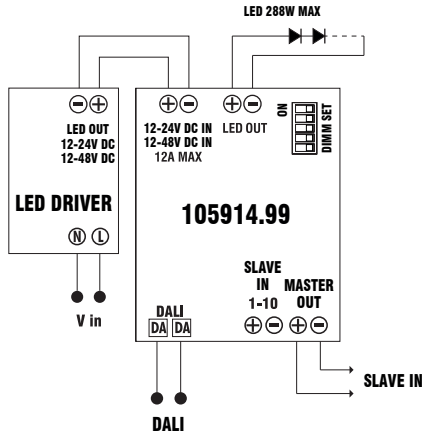 LED 288W MAX
LED OUT
12-24V DC
12-48V DC
LED DRIVER
N L
V in
12-24V DC IN
12-48V DC IN
12A MAX
LED OUT
ON
DIMM SET
105914.99
SLAVE
IN
1-10
MASTER
OUT
DALI
DA DA
DALI
SLAVE IN